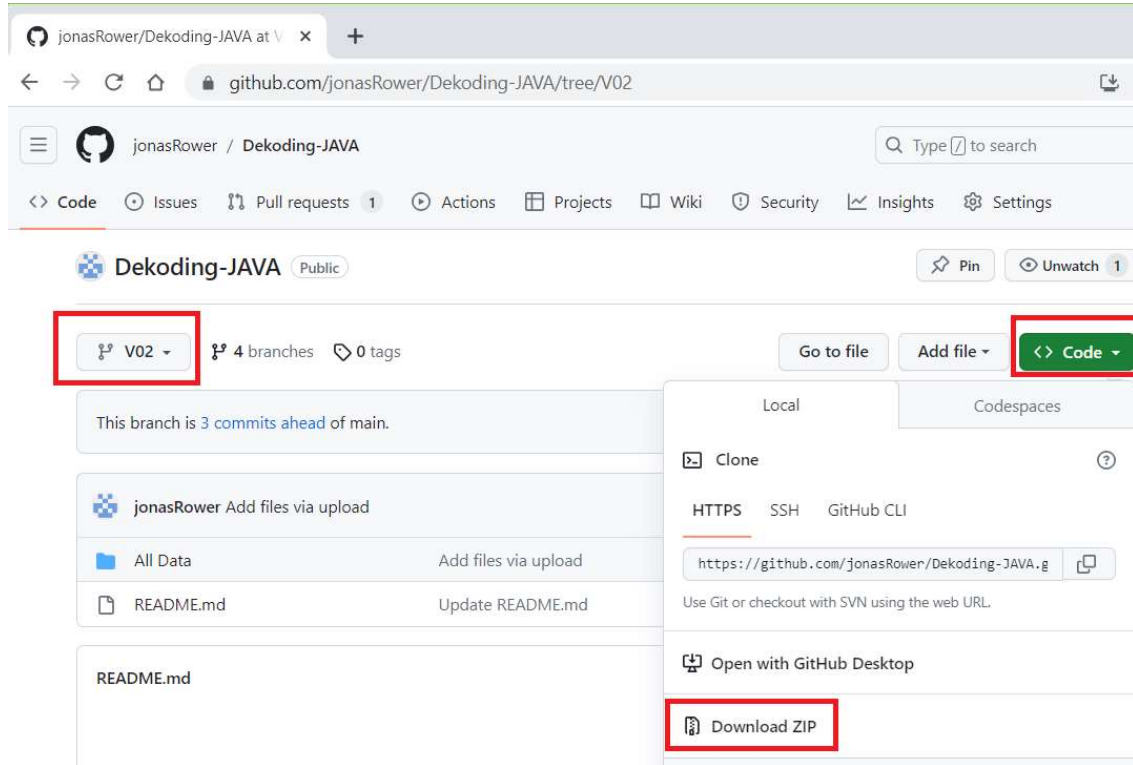 jonasRower/Dekoding-JAVA at V
github.com/jonasRower/Dekoding-JAVA/tree/V02
jonasRower / Dekoding-JAVA
Type / to search
Code Issues Pull requests 1 Actions Projects Wiki Security Insights Settings
Dekoding-JAVA Public
Pin Unwatch 1
V02 4 branches 0 tags Go to file Add file Code
Local Codespaces
This branch is 3 commits ahead of main.
Clone
jonasRower Add files via upload
HTTPS SSH GitHub CLI
All Data Add files via upload
https://github.com/jonasRower/Dekoding-JAVA.g
README.md Update README.md
Use Git or checkout with SVN using the web URL.
Open with GitHub Desktop
README.md
Download ZIP